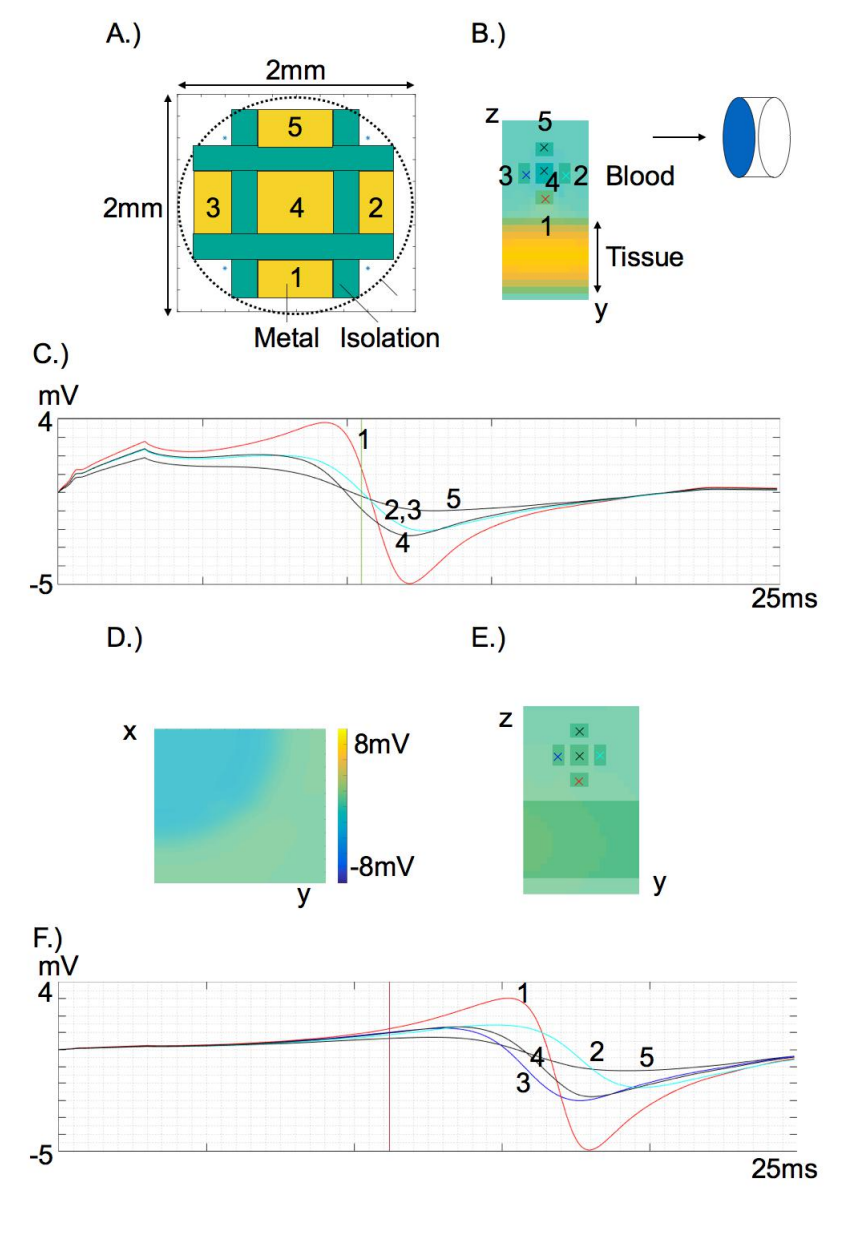 A.)
B.)
2mm
2mm
5
3
4
2
1
Metal Isolation
z
5
3
4
2
Blood
1
Tissue
y
C.)
mV
4
1
2,3
5
4
-5
25ms
D.)
E.)
x
8mV
-8mV
y
z
y
F.)
mV
4
1
4
2
5
3
-5
25ms